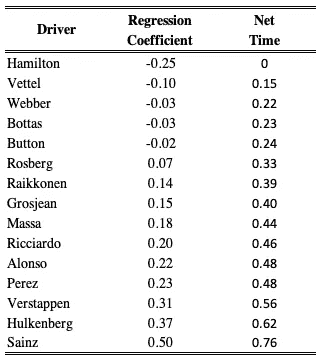 Driver Regression Coefficient Net Time
Hamilton -0.25 0
Vettel -0.10 0.15
Webber -0.03 0.22
Bottas -0.03 0.23
Button -0.02 0.24
Rosberg 0.07 0.33
Raikkonen 0.14 0.39
Grosjean 0.15 0.40
Massa 0.18 0.44
Ricciardo 0.20 0.46
Alonso 0.22 0.48
Perez 0.23 0.48
Verstappen 0.31 0.56
Hulkenberg 0.37 0.62
Sainz 0.50 0.76